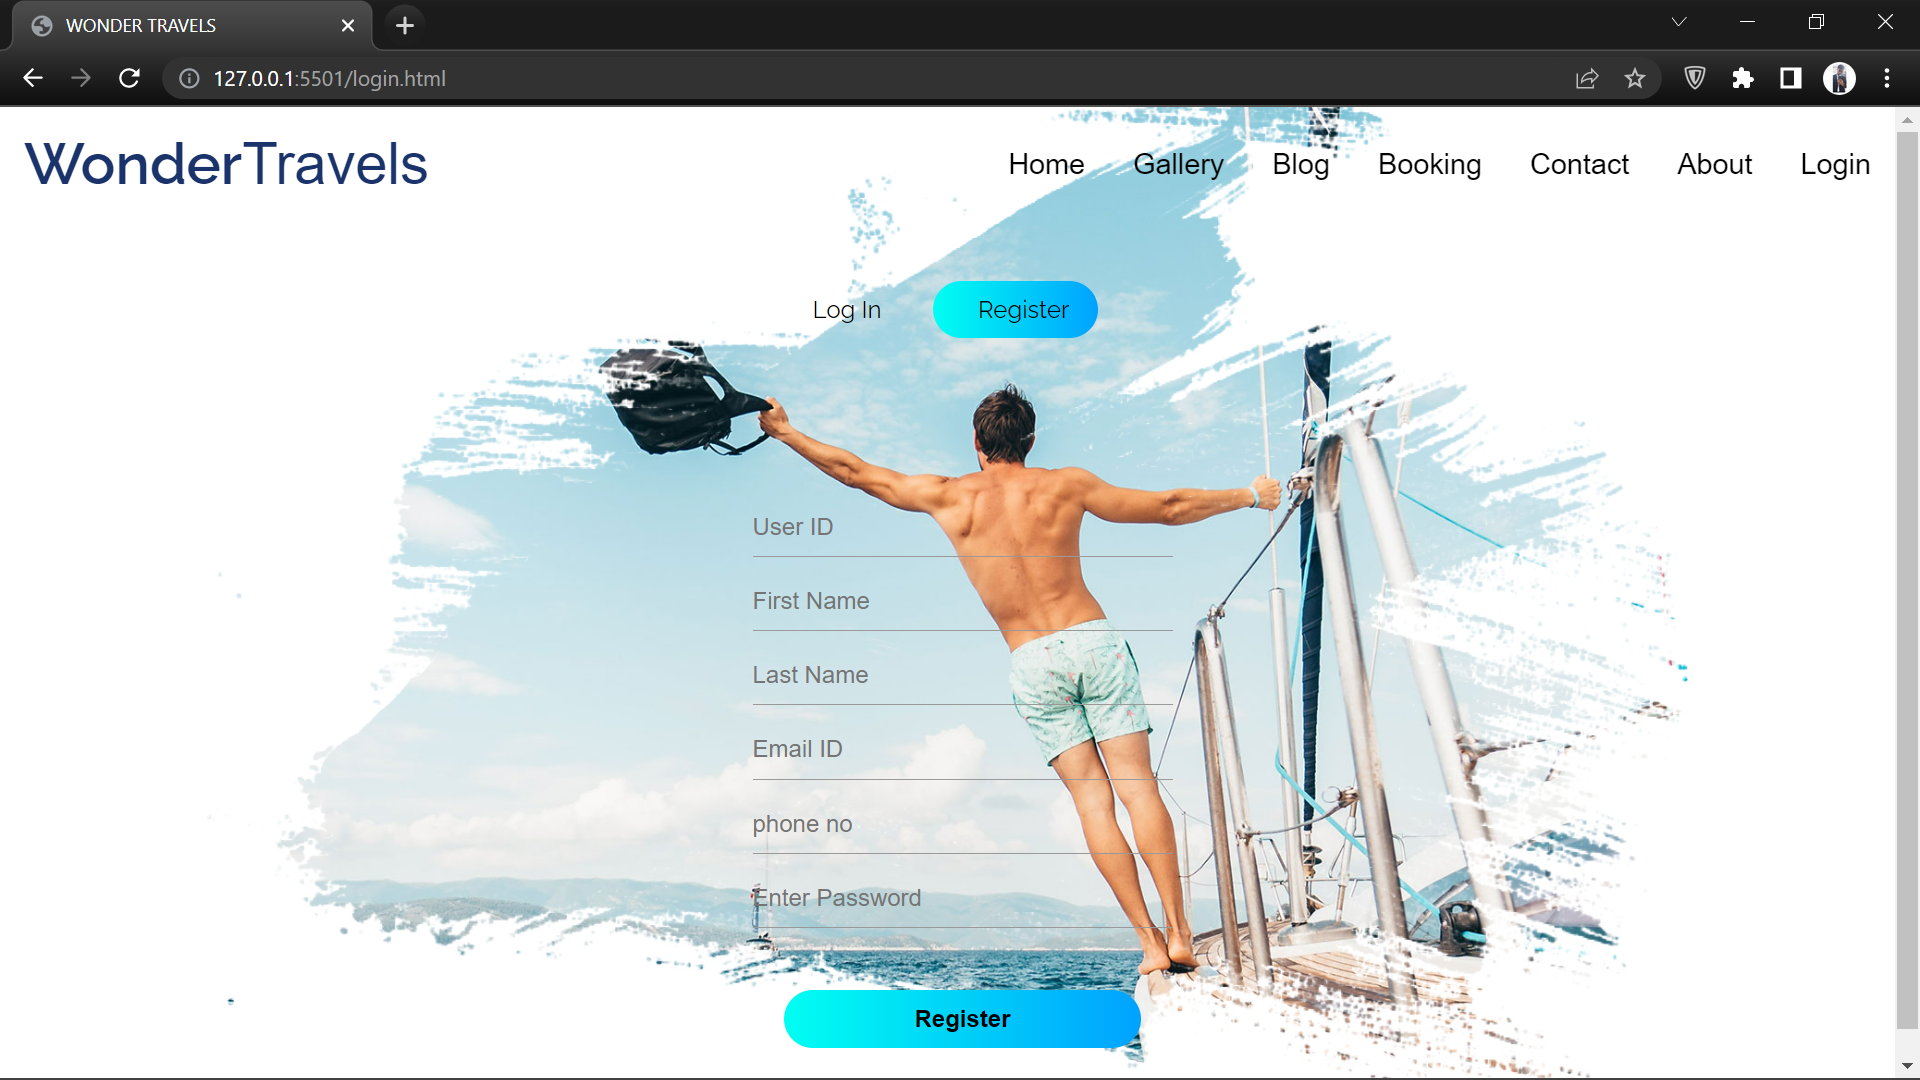 WONDER TRAVELS
127.0.0.1:5501/login.html
WonderTravels
Home Gallery Blog Booking Contact About Login
Log In Register
User ID
First Name
Last Name
Email ID
phone no
Enter Password
Register